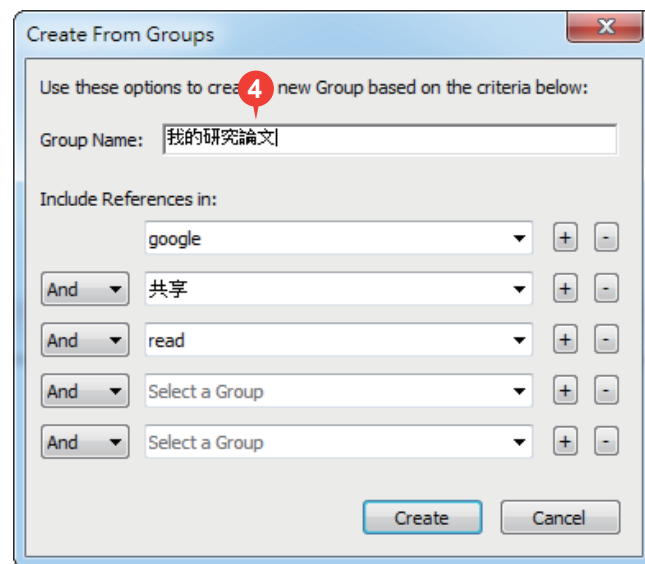 Create From Groups
x
Use these options to crea 4 new Group based on the criteria below:
Group Name: 我的研究論文
Include References in:
google + -
And 共享 + -
And read + -
And Select a Group + -
And Select a Group + -
Create Cancel